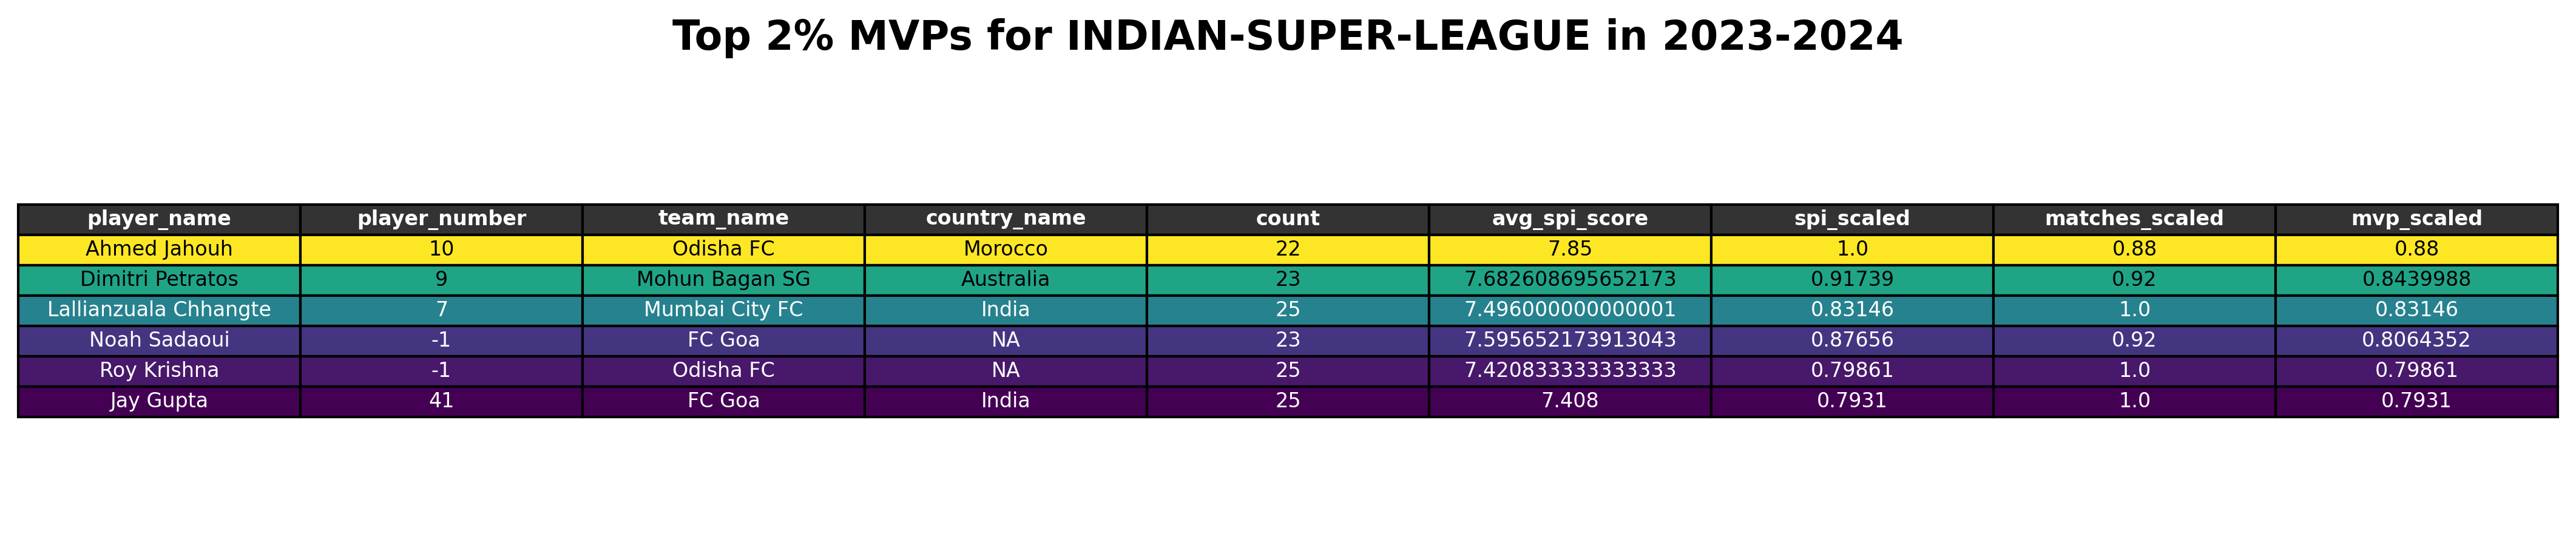 Top 2% MVPs for INDIAN-SUPER-LEAGUE in 2023-2024
player_name player_number team_name country_name count avg_spi_score spi_scaled matches_scaled mvp_scaled
Ahmed Jahouh 10 Odisha FC Morocco 22 7.85 1.0 0.88 0.88
Dimitri Petratos 9 Mohun Bagan SG Australia 23 7.682608695652173 0.91739 0.92 0.8439988
Lallianzuala Chhangte 7 Mumbai City FC India 25 7.496000000000001 0.83146 1.0 0.83146
Noah Sadaoui -1 FC Goa NA 23 7.595652173913043 0.87656 0.92 0.8064352
Roy Krishna -1 Odisha FC NA 25 7.420833333333333 0.79861 1.0 0.79861
Jay Gupta 41 FC Goa India 25 7.408 0.7931 1.0 0.7931